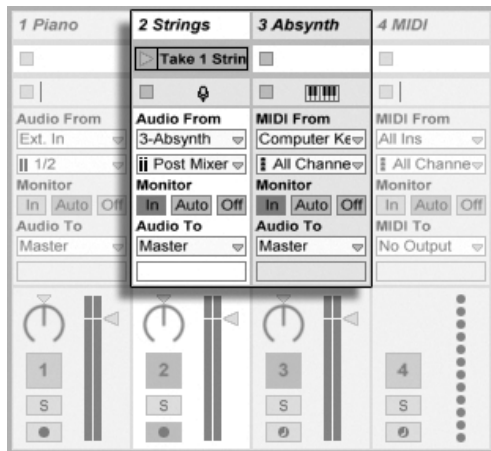 1 Piano
2 Strings
3 Absynth
4 MIDI
Take 1 Strin
Audio From
Audio From
MIDI From
MIDI From
Ext. In
3-Absynth
Computer Ke
All Ins
1/2
Post Mixer
All Channe
All Channe
Monitor
Monitor
Monitor
Monitor
In Auto Off
In Auto Off
In Auto Off
In Auto Off
Audio To
Audio To
Audio To
MIDI To
Master
Master
Master
No Output
1
2
3
4
S
S
S
S